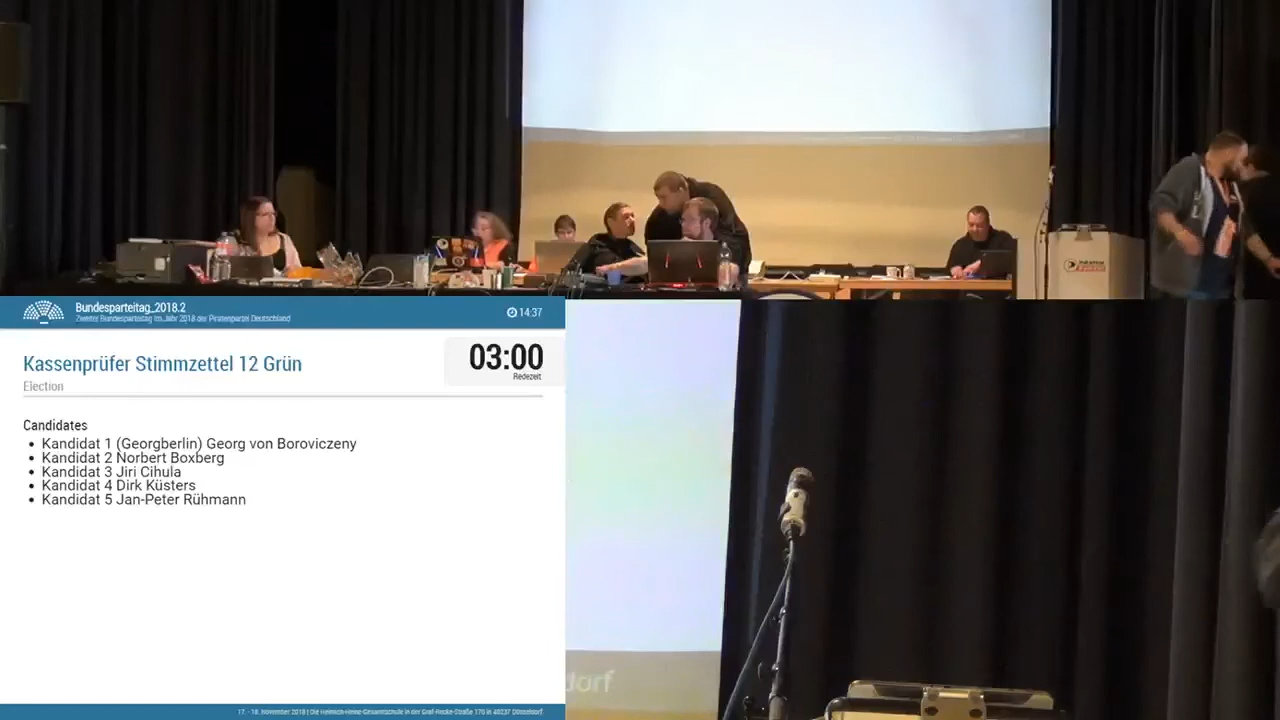 Bundesparteitag_2018.2
Zweiter Bundesparteitag im Jahr 2018 der Piratenpartei Deutschland
14:37
Kassenprüfer Stimmzettel 12 Grün
Election
03:00
Redezeit
Candidates
Kandidat 1 (Georgberlin) Georg von Boroviczeny
Kandidat 2 Norbert Boxberg
Kandidat 3 Jiri Cihula
Kandidat 4 Dirk Küsters
Kandidat 5 Jan-Peter Rühmann
dorf
17. - 18. November 2018 | Die Heinrich-Heine-Gesamtschule in der Graf-Recke-Straße 170 in 40237 Düsseldorf